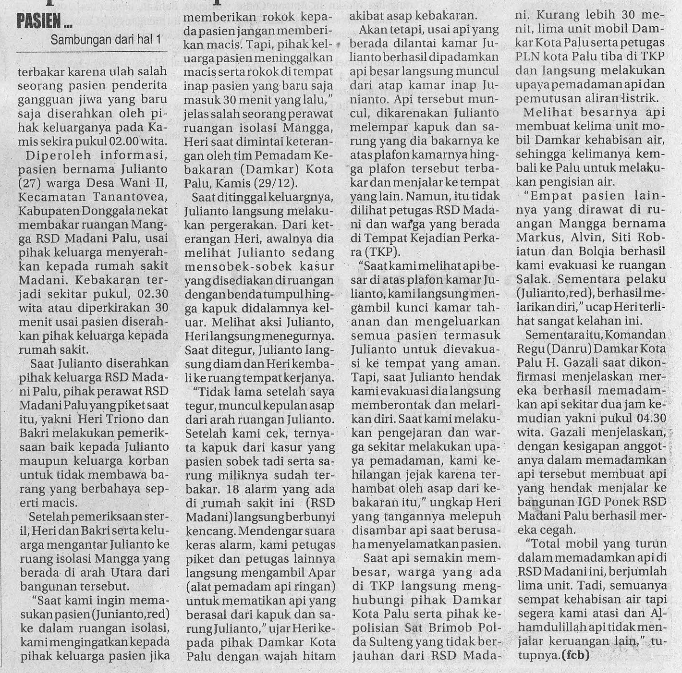 PASIEN ...
Sambungan dari hal 1
terbakar karena ulah salah
seorang pasien penderita
gangguan jiwa yang baru
saja diserahkan oleh pi-
hak keluarganya pada Ka-
mis sekira pukul 02.00 wita.
Diperoleh informasi,
pasien bernama Julianto
(27) warga Desa Wani II,
Kecamatan Tanantovea,
Kabupaten Donggala nekat
membakar ruangan Mang-
ga RSD Madani Palu, usai
pihak keluarga menyerah-
kan kepada rumah sakit
Madani. Kebakaran ter-
jadi sekitar pukul, 02.30
wita atau diperkirakan 30
menit usai pasien diserah-
kan pihak keluarga kepada
rumah sakit.
Saat Julianto diserahkan
pihak keluarga RSD Mada-
ni Palu, pihak perawat RSD
Madani Palu yang piket saat
itu, yakni Heri Triono dan
Bakri melakukan pemerik-
saan baik kepada Julianto
maupun keluarga korban
untuk tidak membawa ba-
rang yang berbahaya sep-
erti macis.
Setelah pemeriksaan ster-
il, Heri dan Bakri serta kelu-
arga mengantar Julianto ke
ruang isolasi Mangga yang
berada di arah Utara dari
bangunan tersebut.
"Saat kami ingin mema-
sukan pasien (Junianto,red)
ke dalam ruangan isolasi,
kami mengingatkan kepada
pihak keluarga pasien jika
memberikan rokok kepa-
da pasien jangan memberi-
kan macis. Tapi, pihak kel-
uarga pasien meninggalkan
macis serta rokok di tempat
inap pasien yang baru saja
masuk 30 menit yang lalu,"
jelas salah seorang perawat
ruangan isolasi Mangga,
Heri saat dimintai keteran-
gan oleh tim Pemadam Ke-
bakaran (Damkar) Kota
Palu, Kamis (29/12).
Saat ditinggal keluargnya,
Julianto langsung melaku-
kan pergerakan. Dari ket-
erangan Heri, awalnya dia
melihat Julianto sedang
mensobek-sobek kasur
yang disediakan di ruangan
dengan benda tumpul hing-
ga kapuk didalamnya kelu-
ar. Melihat aksi Julianto,
Heri langsung menegurnya.
Saat ditegur, Julianto lang-
sung diam dan Heri kemba-
li ke ruang tempat kerjanya.
"Tidak lama setelah saya
tegur, muncul kepulan asap
dari arah ruangan Julianto.
Setelah kami cek, ternya-
ta kapuk dari kasur yang
pasien sobek tadi serta sa-
rung miliknya sudah ter-
bakar. 18 alarm yang ada
di rumah sakit ini (RSD
Madani) langsung berbunyi
kencang. Mendengar suara
keras alarm, kami petugas
piket dan petugas lainnya
langsung mengambil Apar
(alat pemadam api ringan)
untuk mematikan api yang
berasal dari kapuk dan sa-
rung Julianto," ujar Heri ke-
pada pihak Damkar Kota
Palu dengan wajah hitam
akibat asap kebakaran.
Akan tetapi, usai api yang
berada dilantai kamar Ju-
lianto berhasil dipadamkan
api besar langsung muncul
dari atap kamar inap Ju-
nianto. Api tersebut mun-
cul, dikarenakan Julianto
melempar kapuk dan sa-
rung yang dia bakarnya ke
atas plafon kamarnya hing-
ga plafon tersebut terba-
kar dan menjalar ke tempat
yang lain. Namun, itu tidak
dilihat petugas RSD Mada-
ni dan warga yang berada
di Tempat Kejadian Perka-
ra (TKP).
"Saat kami melihat api be-
sar di atas plafon kamar Ju-
lianto, kami langsung men-
gambil kunci kamar tah-
anan dan mengeluarkan
semua pasien termasuk
Julianto untuk dievakua-
si ke tempat yang aman.
Tapi, saat Julianto hendak
kami evakuasi dia langsung
memberontak dan melari-
kan diri. Saat kami melaku-
kan pengejaran dan war-
ga sekitar melakukan upa-
ya pemadaman, kami ke-
hilangan jejak karena ter-
hambat oleh asap dari ke-
bakaran itu," ungkap Heri
yang tangannya melepuh
disambar api saat berusa-
ha menyelamatkan pasien.
Saat api semakin mem-
besar, warga yang ada
di TKP langsung meng-
hubungi pihak Damkar
Kota Palu serta pihak ke-
polisian Sat Brimob Pol-
da Sulteng yang tidak ber-
jauhan dari RSD Mada-
ni. Kurang lebih 30 me-
nit, lima unit mobil Dam-
kar Kota Palu serta petugas
PLN kota Palu tiba di TKP
dan langsung melakukan
upaya pemadaman api dan
pemutusan aliran listrik.
Melihat besarnya api
membuat kelima unit mo-
bil Damkar kehabisan air,
sehingga kelimanya kem-
bali ke Palu untuk melaku-
kan pengisian air.
"Empat pasien lain-
nya yang dirawat di ru-
angan Mangga bernama
Markus, Alvin, Siti Rob-
iatun dan Bolqia berhasil
kami evakuasi ke ruangan
Salak. Sementara pelaku
(Julianto,red), berhasil me-
larikan diri," ucap Heri ter-
lihat sangat kelahan ini.
Sementara itu, Komandan
Regu (Danru) Damkar Kota
Palu H. Gazali saat dikon-
firmasi menjelaskan mer-
eka berhasil memadam-
kan api sekitar dua jam ke-
mudian yakni pukul 04.30
wita. Gazali menjelaskan,
dengan kesigapan anggot-
anya dalam memadamkan
api tersebut membuat api
yang hendak menjalar ke
bangunan IGD Ponek RSD
Madani Palu berhasil mer-
eka cegah.
"Total mobil yang turun
dalam memadamkan api di
RSD Madani ini, berjumlah
lima unit. Tadi, semuanya
sempat kehabisan air tapi
segera kami atasi dan Al-
hamdulillah api tidak men-
jalar keruangan lain," tu-
tupnya.(fcb)